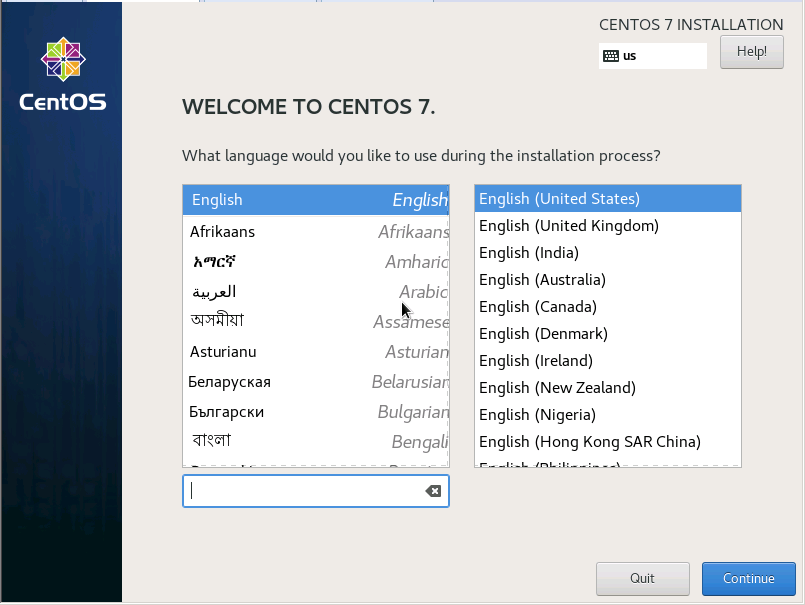 CentOS
CENTOS 7 INSTALLATION
us
Help!
WELCOME TO CENTOS 7.
What language would you like to use during the installation process?
English English
Afrikaans Afrikaans
አማርኛ Amharic
العربية Arabic
অসমীয়া Assamese
Asturianu Asturian
Беларуская Belarusian
Български Bulgarian
বাংলা Bengali
English (United States)
English (United Kingdom)
English (India)
English (Australia)
English (Canada)
English (Denmark)
English (Ireland)
English (New Zealand)
English (Nigeria)
English (Hong Kong SAR China)
English (Philippines)
Quit
Continue